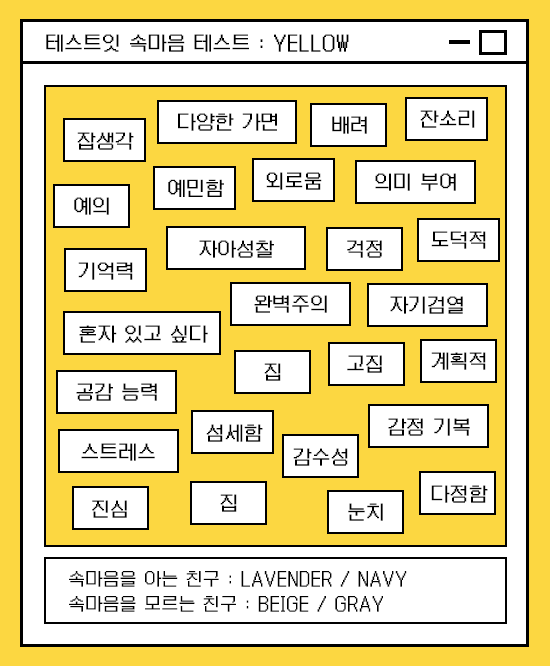 테스트잇 속마음 테스트 : YELLOW
잡생각
다양한 가면
배려
잔소리
예의
예민함
외로움
의미 부여
기억력
자아성찰
걱정
도덕적
완벽주의
자기검열
혼자 있고 싶다
집
고집
계획적
공감 능력
섬세함
감정 기복
스트레스
감수성
진심
집
눈치
다정함
속마음을 아는 친구 : LAVENDER / NAVY
속마음을 모르는 친구 : BEIGE / GRAY